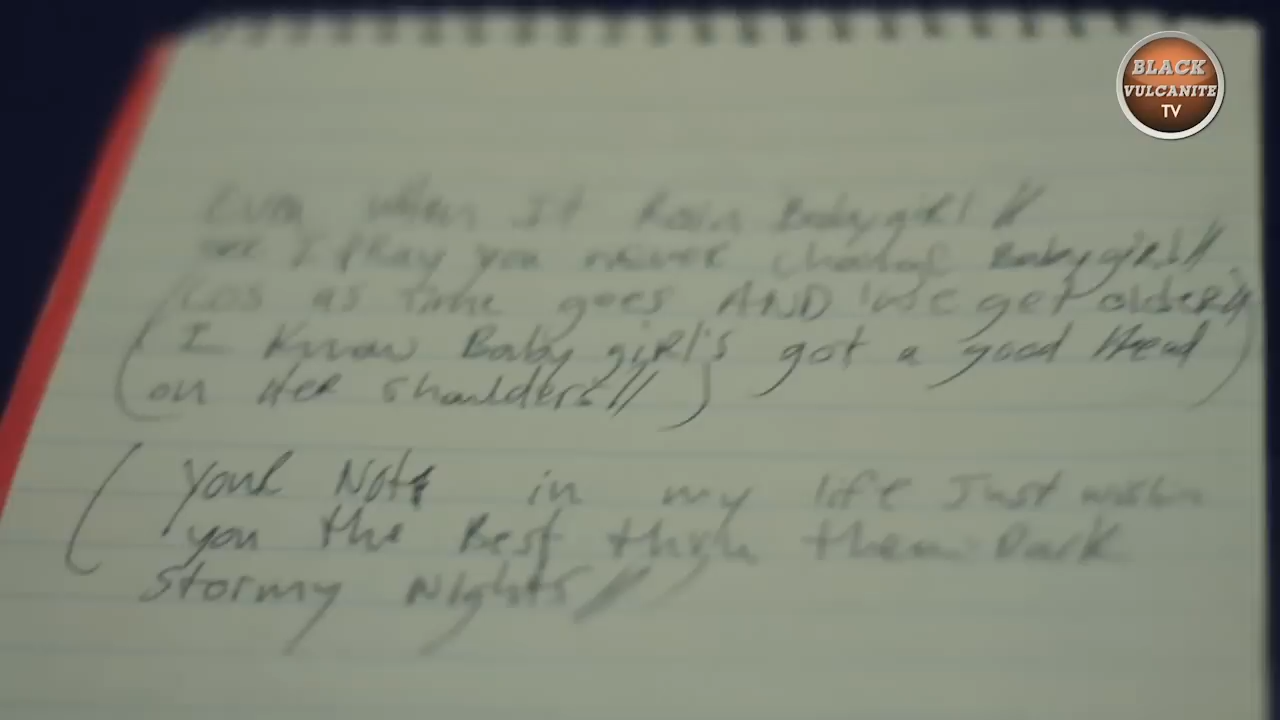 BLACK
VULCANITE
TV
Even When It Rain Babygirl //
I Pray you never change Babygirl //
Cos as Time goes AND we get older //
( I Know Baby girl's got a good Head )
( on Her shoulders // )
( Your Not in my life Just wishin
you the Best thru them Dark
stormy Nights // )